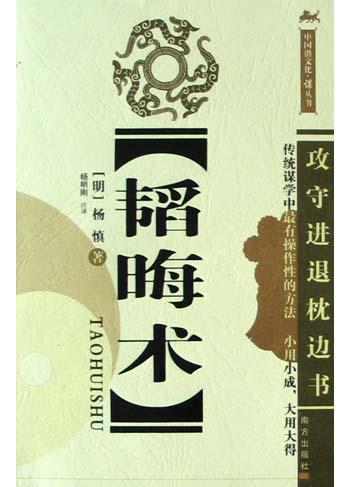 中国文化·谋丛书
攻守进退枕边书
传统谋学中最有操作性的方法 小用小成，大用大得
【韬晦术】
TAOHUISHU
[明] 杨慎 著
杨明刚 注译
南方出版社